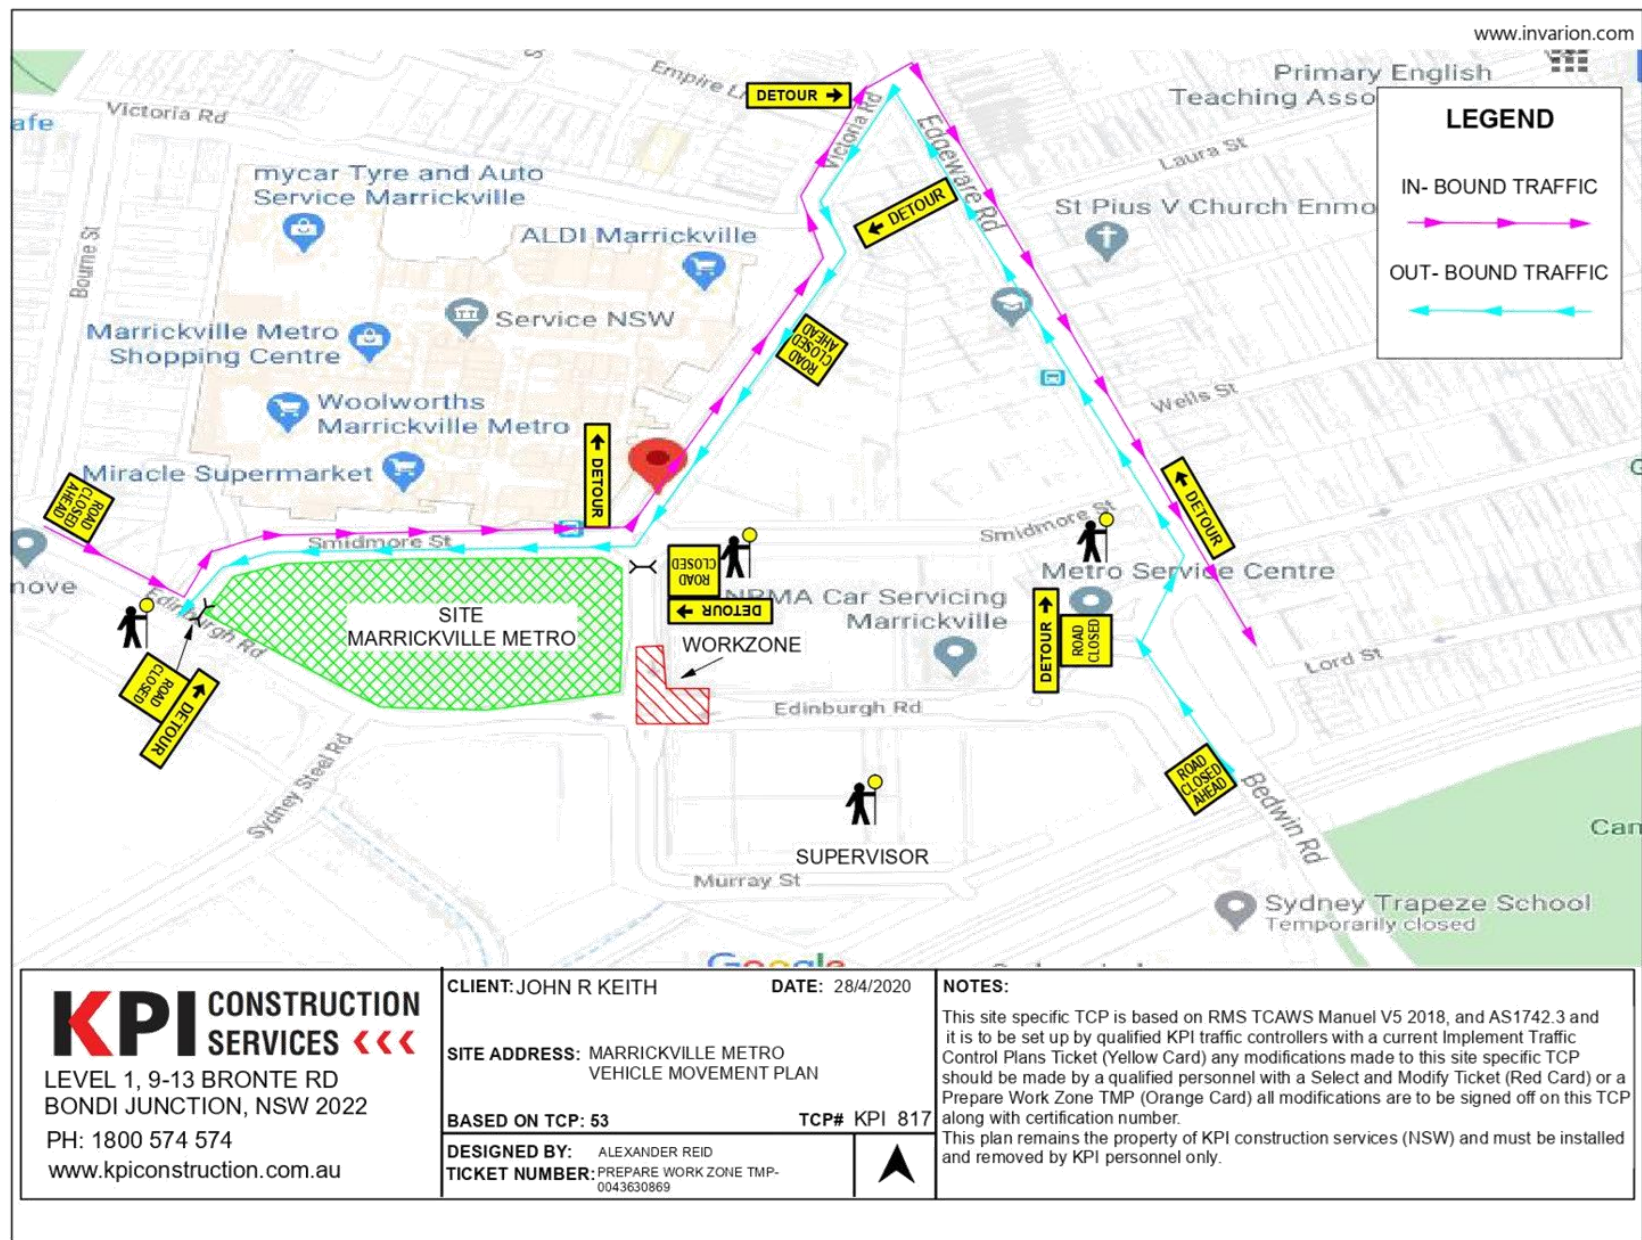 www.invarion.com
Primary English
Teaching Asso
Empire L
DETOUR
Victoria Rd
Victoria Rd
afe
LEGEND
IN- BOUND TRAFFIC
OUT- BOUND TRAFFIC
Edgeware Rd
Laura St
mycar Tyre and Auto
Service Marrickville
DETOUR
St Pius V Church Enmo
ALDI Marrickville
Bourne St
Service NSW
Marrickville Metro
Shopping Centre
ROAD
CLOSED
AHEAD
Wells St
Woolworths
Marrickville Metro
DETOUR
Miracle Supermarket
ROAD
CLOSED
AHEAD
DETOUR
Smidmore St
Smidmore St
nove
Edinburgh Rd
ROAD
CLOSED
DETOUR
Metro Service Centre
NRMA Car Servicing
Marrickville
SITE
MARRICKVILLE METRO
WORKZONE
DETOUR
ROAD
CLOSED
Lord St
ROAD
CLOSED
DETOUR
Edinburgh Rd
Sydney Steel Rd
ROAD
CLOSED
AHEAD
Bedwin Rd
Can
SUPERVISOR
Murray St
Sydney Trapeze School
Temporarily closed
Google
KPI CONSTRUCTION
SERVICES
LEVEL 1, 9-13 BRONTE RD
BONDI JUNCTION, NSW 2022
PH: 1800 574 574
www.kpiconstruction.com.au
CLIENT: JOHN R KEITH DATE: 28/4/2020
SITE ADDRESS: MARRICKVILLE METRO
VEHICLE MOVEMENT PLAN
BASED ON TCP: 53 TCP# KPI 817
DESIGNED BY: ALEXANDER REID
TICKET NUMBER: PREPARE WORK ZONE TMP-
0043630869
NOTES:
This site specific TCP is based on RMS TCAWS Manuel V5 2018, and AS1742.3 and
it is to be set up by qualified KPI traffic controllers with a current Implement Traffic
Control Plans Ticket (Yellow Card) any modifications made to this site specific TCP
should be made by a qualified personnel with a Select and Modify Ticket (Red Card) or a
Prepare Work Zone TMP (Orange Card) all modifications are to be signed off on this TCP
along with certification number.
This plan remains the property of KPI construction services (NSW) and must be installed
and removed by KPI personnel only.